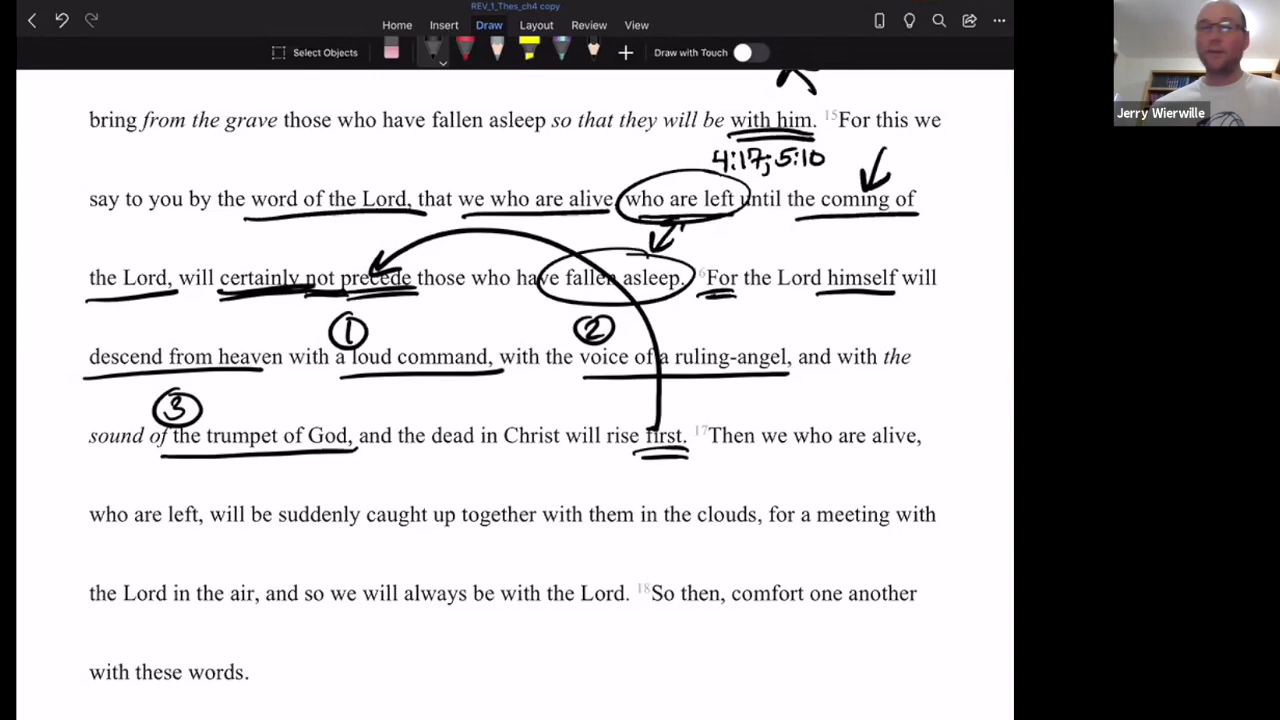 REV_1_Thes_ch4 copy
Home Insert Draw Layout Review View
Select Objects Draw with Touch
Jerry Wierwille
bring from the grave those who have fallen asleep so that they will be with him. 15For this we
4:17; 5:10
say to you by the word of the Lord, that we who are alive who are left until the coming of
the Lord, will certainly not precede those who have fallen asleep. 6For the Lord himself will
1 2
descend from heaven with a loud command, with the voice of a ruling-angel, and with the
3
sound of the trumpet of God, and the dead in Christ will rise first. 17Then we who are alive,
who are left, will be suddenly caught up together with them in the clouds, for a meeting with
the Lord in the air, and so we will always be with the Lord. 18So then, comfort one another
with these words.